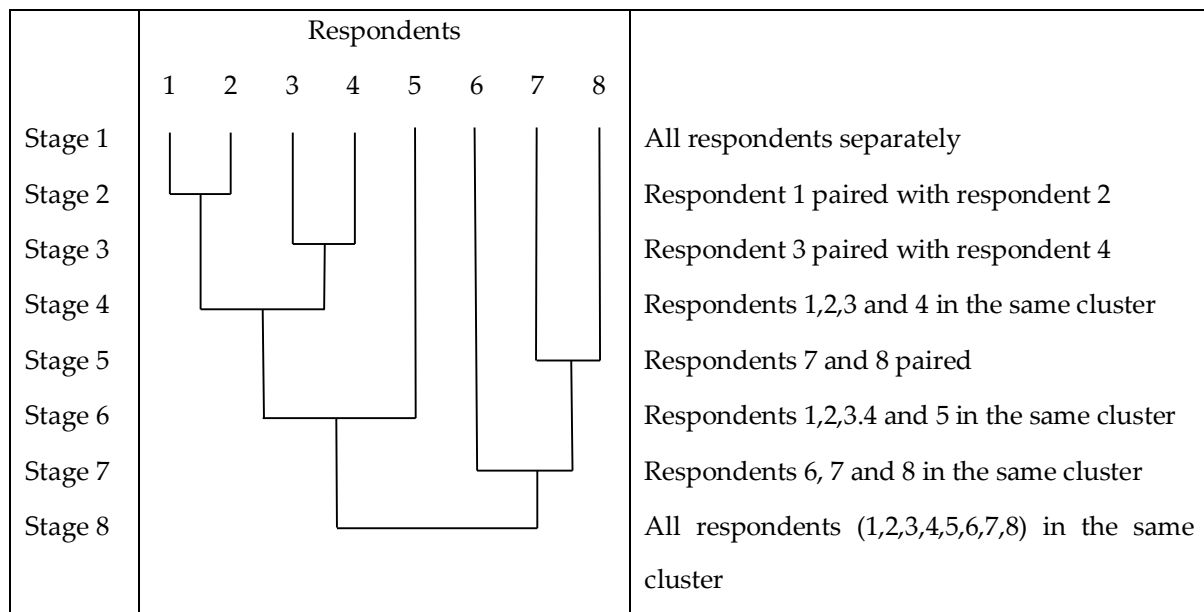 Respondents
1 2 3 4 5 6 7 8
Stage 1 All respondents separately
Stage 2 Respondent 1 paired with respondent 2
Stage 3 Respondent 3 paired with respondent 4
Stage 4 Respondents 1,2,3 and 4 in the same cluster
Stage 5 Respondents 7 and 8 paired
Stage 6 Respondents 1,2,3.4 and 5 in the same cluster
Stage 7 Respondents 6, 7 and 8 in the same cluster
Stage 8 All respondents (1,2,3,4,5,6,7,8) in the same
cluster